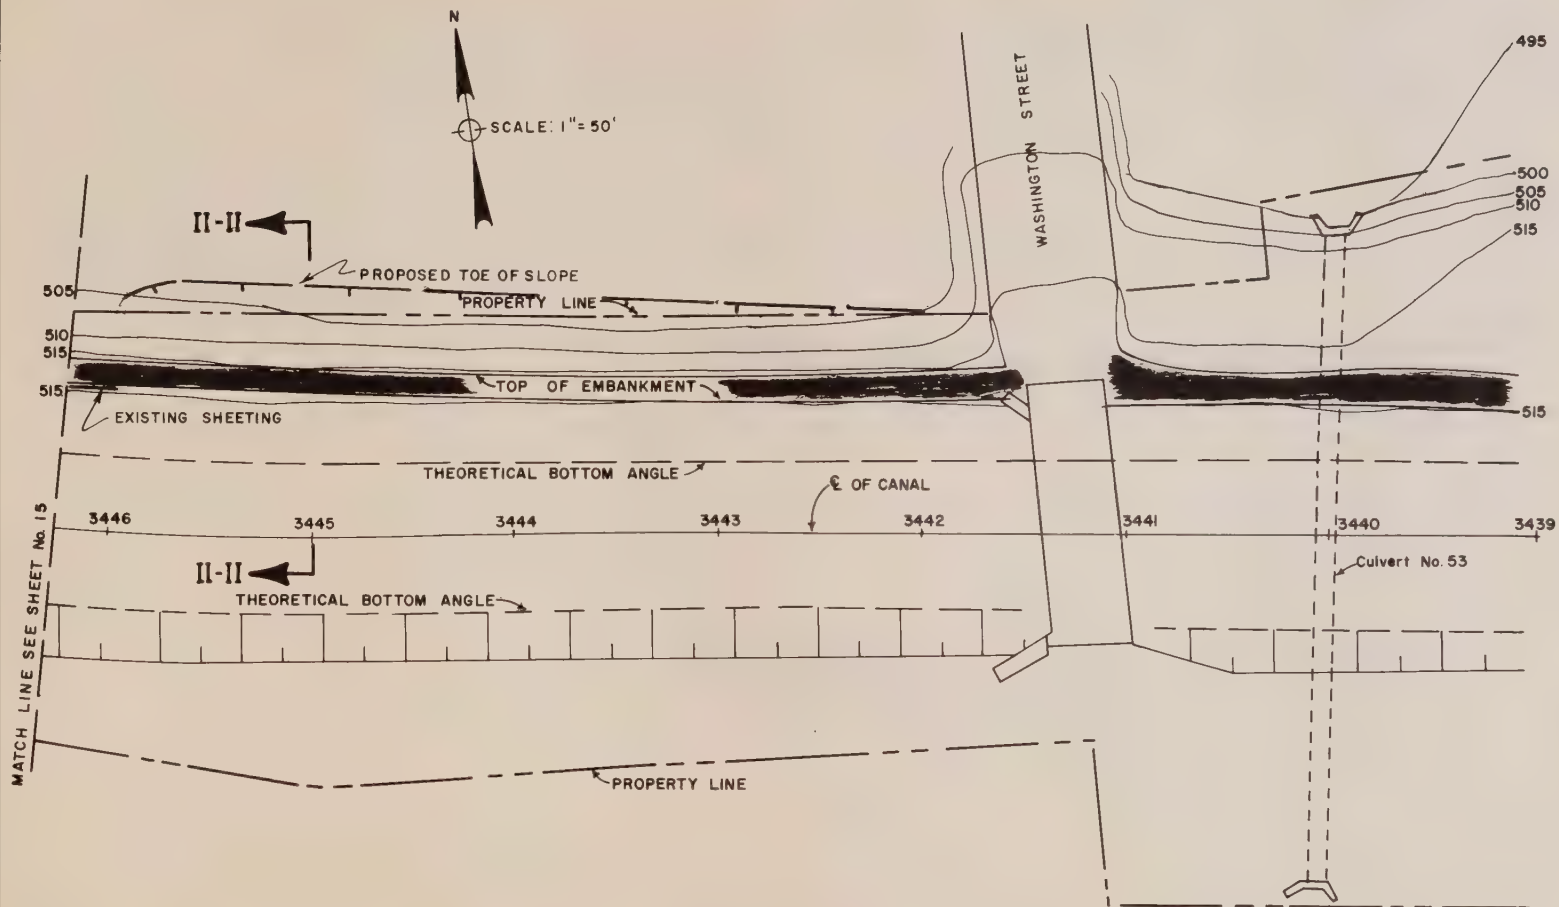 N
SCALE: 1"=50'
WASHINGTON STREET
495
500
505
510
515
II-II
PROPOSED TOE OF SLOPE
505
PROPERTY LINE
510
515
TOP OF EMBANKMENT
515
EXISTING SHEETING
515
THEORETICAL BOTTOM ANGLE
℄ OF CANAL
3446
3445
3444
3443
3442
3441
3440
3439
II-II
Culvert No. 53
THEORETICAL BOTTOM ANGLE
MATCH LINE SEE SHEET No. 15
PROPERTY LINE